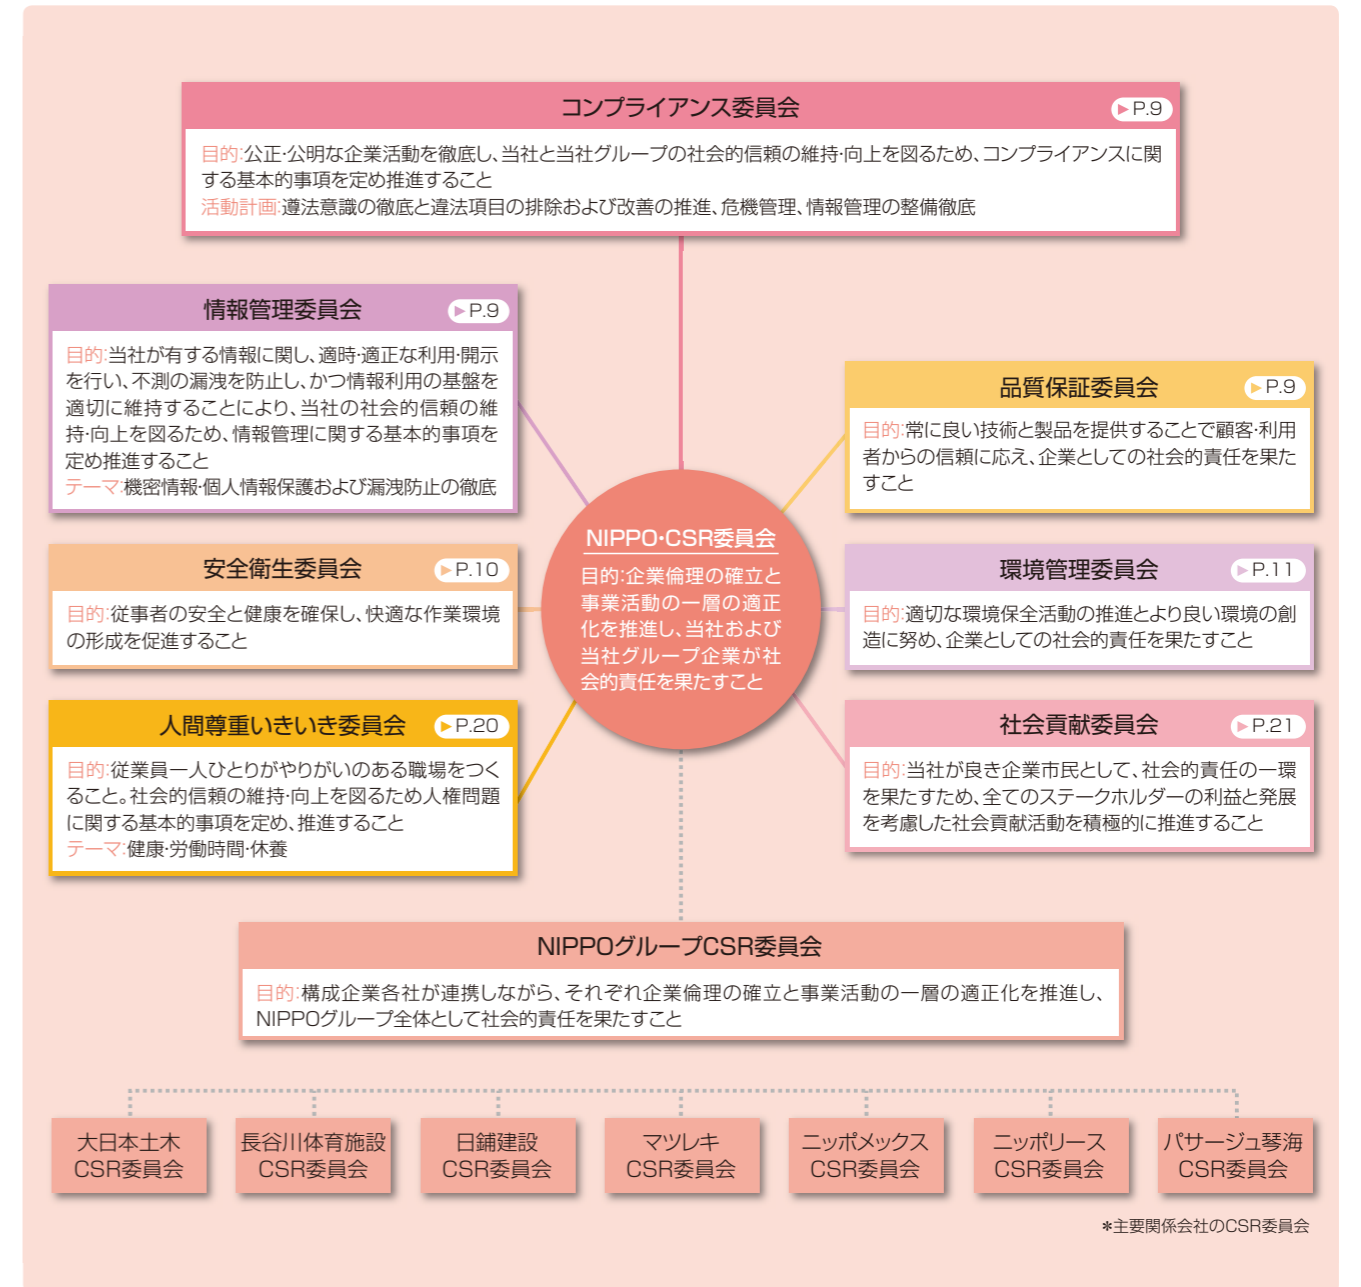 コンプライアンス委員会
▶P.9
目的:公正・公明な企業活動を徹底し、当社と当社グループの社会的信頼の維持・向上を図るため、コンプライアンスに関
する基本的事項を定め推進すること
活動計画:遵法意識の徹底と違法項目の排除および改善の推進、危機管理、情報管理の整備徹底
情報管理委員会
▶P.9
目的:当社が有する情報に関し、適時・適正な利用・開示
を行い、不測の漏洩を防止し、かつ情報利用の基盤を
適切に維持することにより、当社の社会的信頼の維
持・向上を図るため、情報管理に関する基本的事項を
定め推進すること
テーマ:機密情報・個人情報保護および漏洩防止の徹底
品質保証委員会
▶P.9
目的:常に良い技術と製品を提供することで顧客・利用
者からの信頼に応え、企業としての社会的責任を果た
すこと
NIPPO・CSR委員会
目的:企業倫理の確立と
事業活動の一層の適正
化を推進し、当社および
当社グループ企業が社
会的責任を果たすこと
安全衛生委員会
▶P.10
目的:従事者の安全と健康を確保し、快適な作業環境
の形成を促進すること
環境管理委員会
▶P.11
目的:適切な環境保全活動の推進とより良い環境の創
造に努め、企業としての社会的責任を果たすこと
人間尊重いきいき委員会
▶P.20
目的:従業員一人ひとりがやりがいのある職場をつく
ること。社会的信頼の維持・向上を図るため人権問題
に関する基本的事項を定め、推進すること
テーマ:健康・労働時間・休養
社会貢献委員会
▶P.21
目的:当社が良き企業市民として、社会的責任の一環
を果たすため、全てのステークホルダーの利益と発展
を考慮した社会貢献活動を積極的に推進すること
NIPPOグループCSR委員会
目的:構成企業各社が連携しながら、それぞれ企業倫理の確立と事業活動の一層の適正化を推進し、
NIPPOグループ全体として社会的責任を果たすこと
大日本土木
CSR委員会
長谷川体育施設
CSR委員会
日鋪建設
CSR委員会
マツレキ
CSR委員会
ニッポメックス
CSR委員会
ニッポリース
CSR委員会
パサージュ琴海
CSR委員会
*主要関係会社のCSR委員会